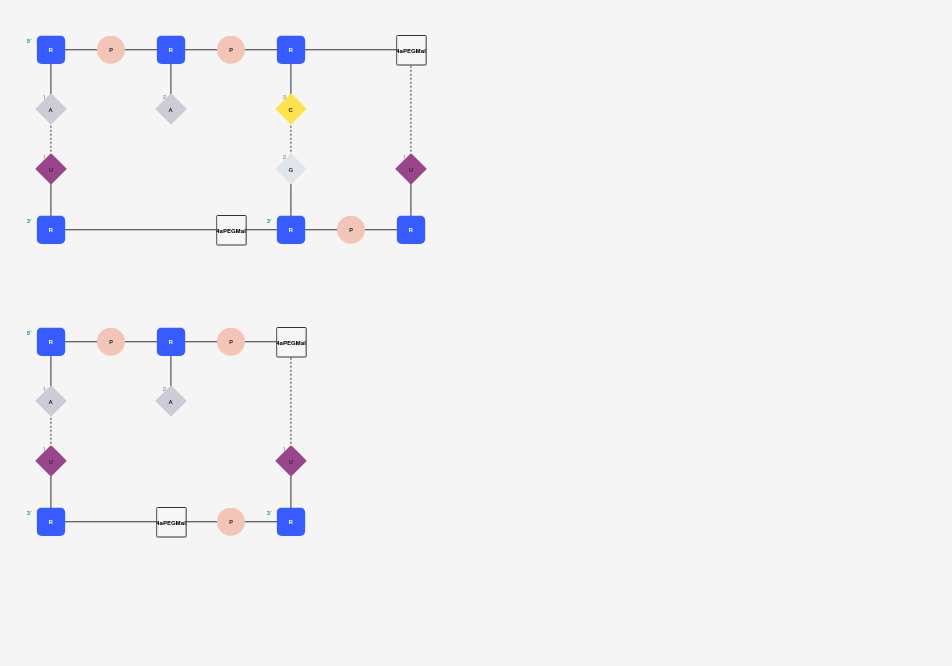 5' R P R P R 4aPEGMal
1 A 2 A 3 C
1 U 2 G 1 U
3' R 4aPEGMal 3' R P R
5' R P R P 4aPEGMal
1 A 2 A
1 U 1 U
3' R 4aPEGMal P 3' R